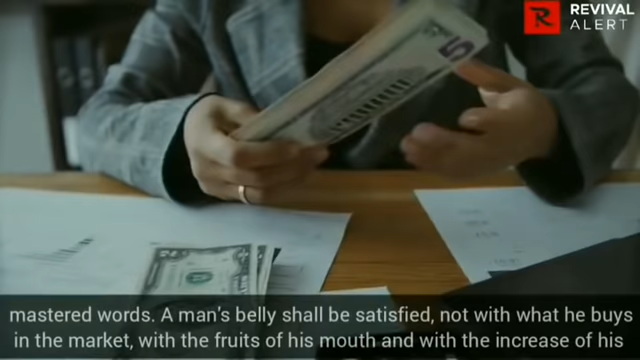 REVIVAL
ALERT
5
mastered words. A man's belly shall be satisfied, not with what he buys
in the market, with the fruits of his mouth and with the increase of his